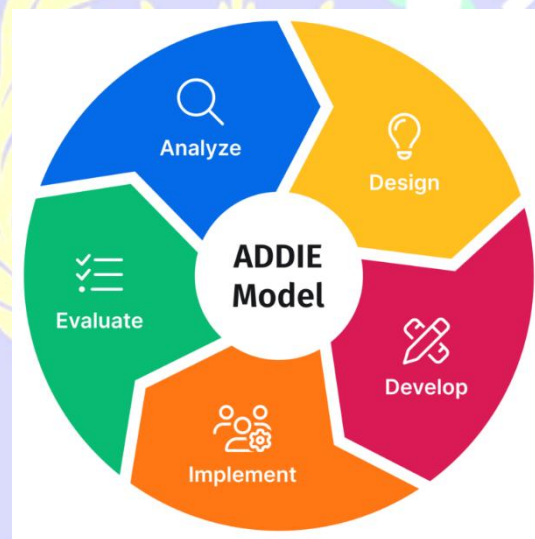 ADDIE
Model
Analyze
Design
Develop
Implement
Evaluate